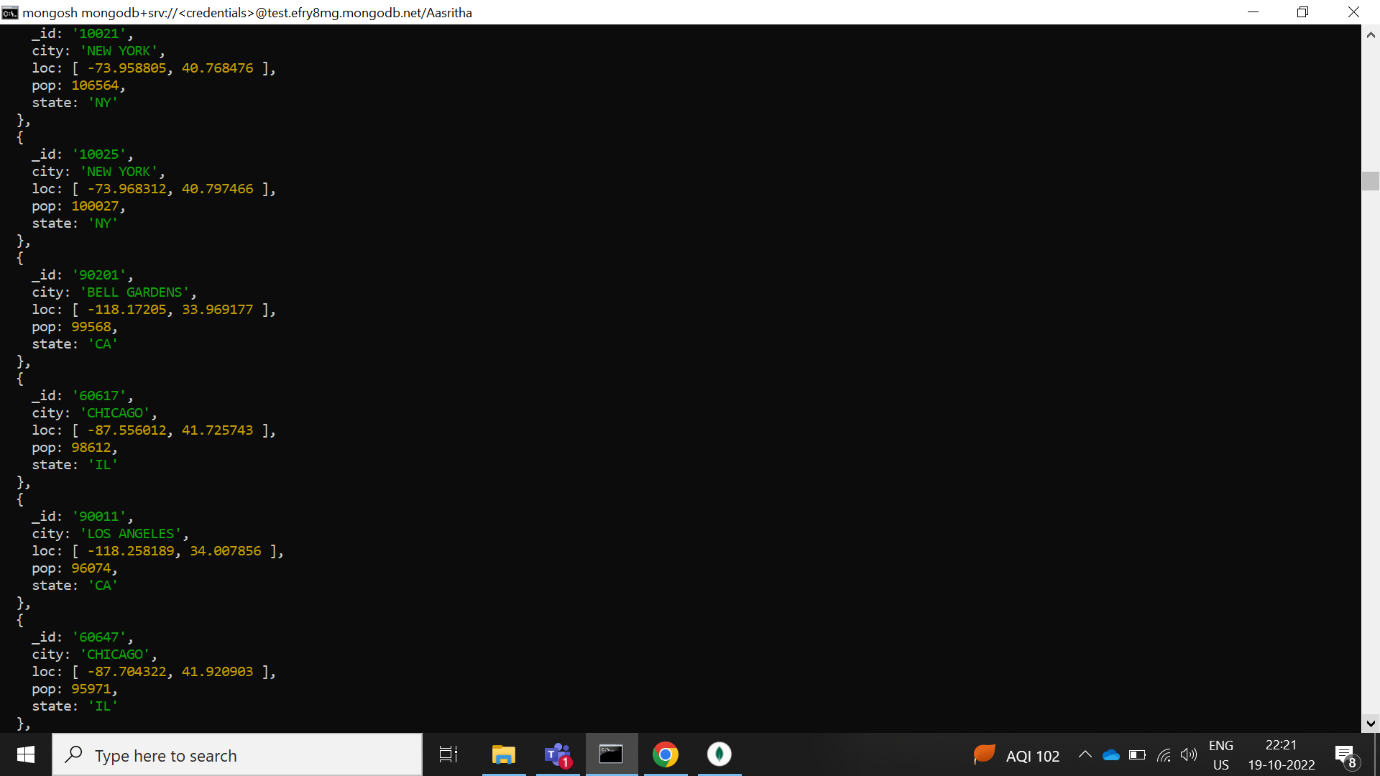 mongosh mongodb+srv://<credentials>@test.efry8mg.mongodb.net/Aasritha
_id: '10021',
city: 'NEW YORK',
loc: [ -73.958805, 40.768476 ],
pop: 106564,
state: 'NY'
},
{
_id: '10025',
city: 'NEW YORK',
loc: [ -73.968312, 40.797466 ],
pop: 100027,
state: 'NY'
},
{
_id: '90201',
city: 'BELL GARDENS',
loc: [ -118.17205, 33.969177 ],
pop: 99568,
state: 'CA'
},
{
_id: '60617',
city: 'CHICAGO',
loc: [ -87.556012, 41.725743 ],
pop: 98612,
state: 'IL'
},
{
_id: '90011',
city: 'LOS ANGELES',
loc: [ -118.258189, 34.007856 ],
pop: 96074,
state: 'CA'
},
{
_id: '60647',
city: 'CHICAGO',
loc: [ -87.704322, 41.920903 ],
pop: 95971,
state: 'IL'
},
Type here to search
1
AQI 102
ENG
US
22:21
19-10-2022
8